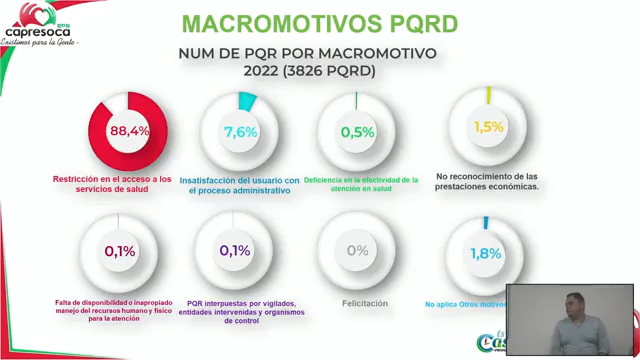 EPS
capresoca
Existimos para la Gente -
MACROMOTIVOS PQRD
NUM DE PQR POR MACROMOTIVO
2022 (3826 PQRD)
88,4%
7,6%
0,5%
1,5%
Restricción en el acceso a los
servicios de salud
Insatisfacción del usuario con
el proceso administrativo
Deficiencia en la efectividad de la
atención en salud
No reconocimiento de las
prestaciones económicas.
0,1%
0,1%
0%
1,8%
Falta de disponibilidad o inapropiado
manejo del recursos humano y físico
para la atención
PQR interpuestas por vigilados,
entidades intervenidas y organismos
de control
Felicitación
No aplica Otros motivos
Es
Cas